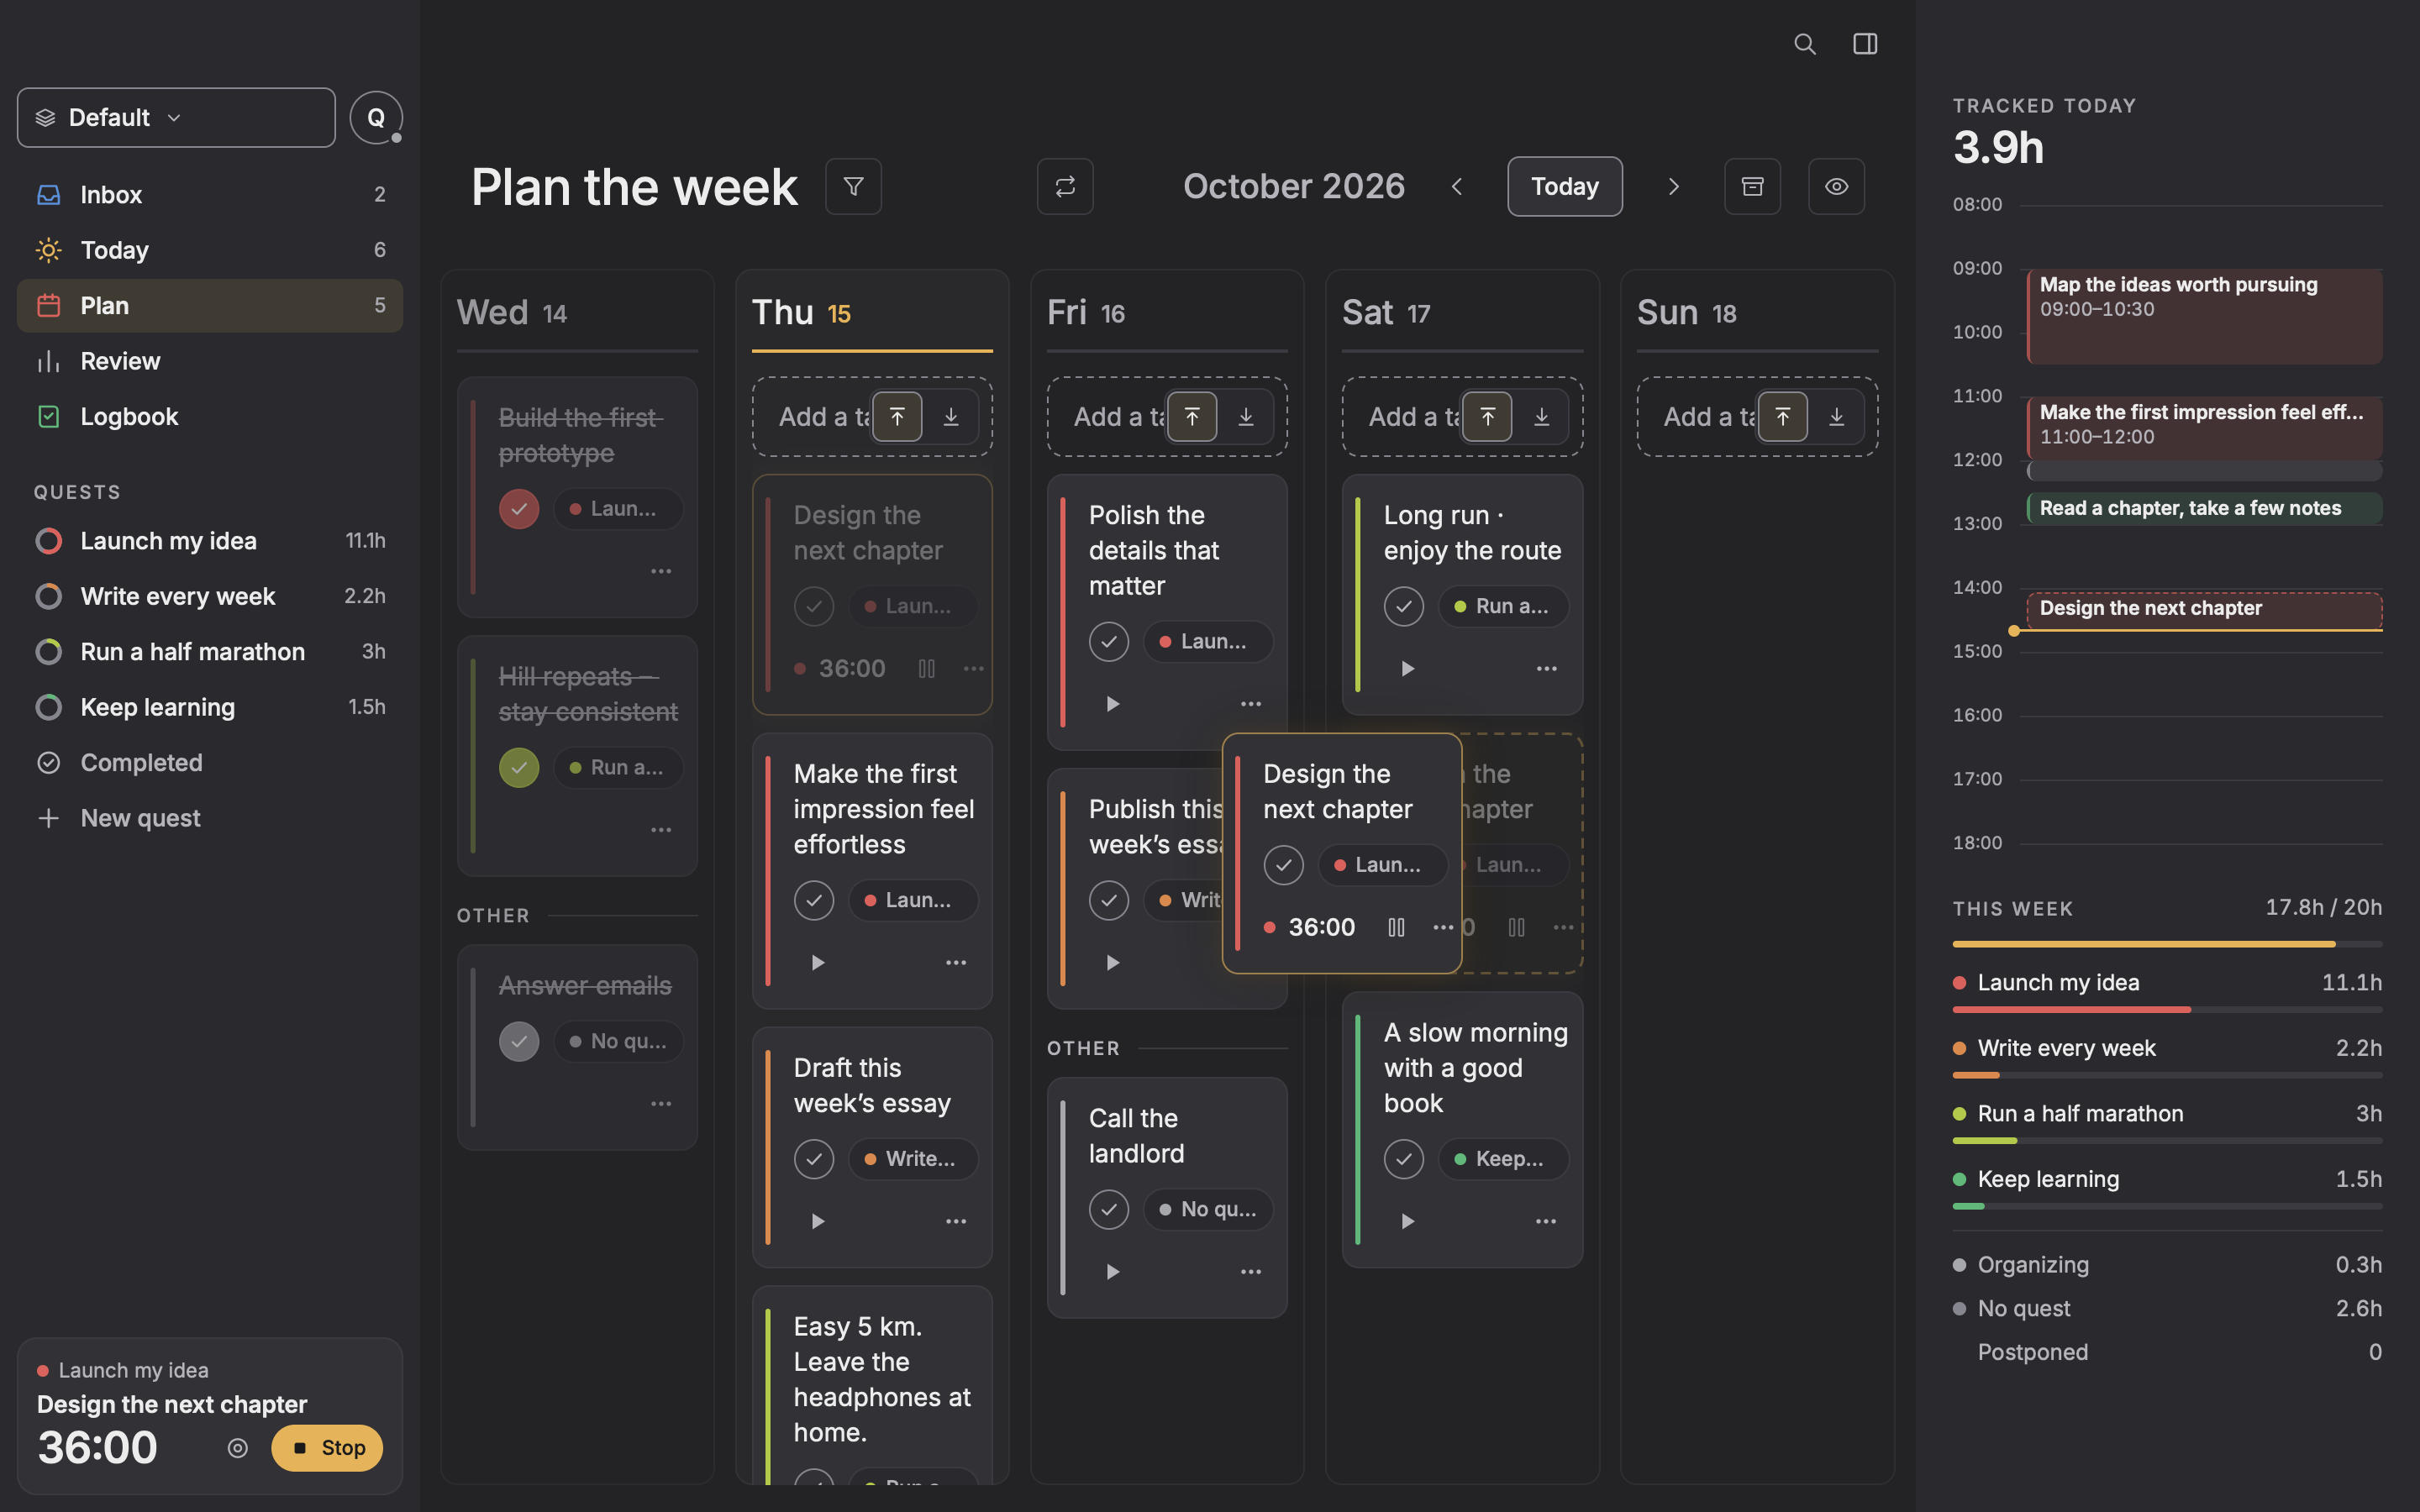 Default
Q
Inbox 2
Today 6
Plan 5
Review
Logbook
QUESTS
Launch my idea 11.1h
Write every week 2.2h
Run a half marathon 3h
Keep learning 1.5h
Completed
New quest
Launch my idea
Design the next chapter
36:00 Stop
Plan the week
October 2026
Today
Wed 14
Build the first
prototype
Laun...
Hill repeats –
stay consistent
Run a...
OTHER
Answer emails
No qu...
Thu 15
Add a ta
Design the
next chapter
Laun...
36:00
Make the first
impression feel
effortless
Laun...
Draft this
week's essay
Write...
Easy 5 km.
Leave the
headphones at
home.
Fri 16
Add a ta
Polish the
details that
matter
Laun...
Publish this
week's essa
Writ
OTHER
Call the
landlord
No qu...
Design the
next chapter
Laun...
36:00
Sat 17
Add a ta
Long run ·
enjoy the route
Run a...
the
hapter
Laun...
0
A slow morning
with a good
book
Keep...
Sun 18
Add a ta
TRACKED TODAY
3.9h
08:00
09:00
Map the ideas worth pursuing
09:00–10:30
10:00
11:00
Make the first impression feel eff...
11:00–12:00
12:00
Read a chapter, take a few notes
13:00
14:00
Design the next chapter
15:00
16:00
17:00
18:00
THIS WEEK 17.8h / 20h
Launch my idea 11.1h
Write every week 2.2h
Run a half marathon 3h
Keep learning 1.5h
Organizing 0.3h
No quest 2.6h
Postponed 0